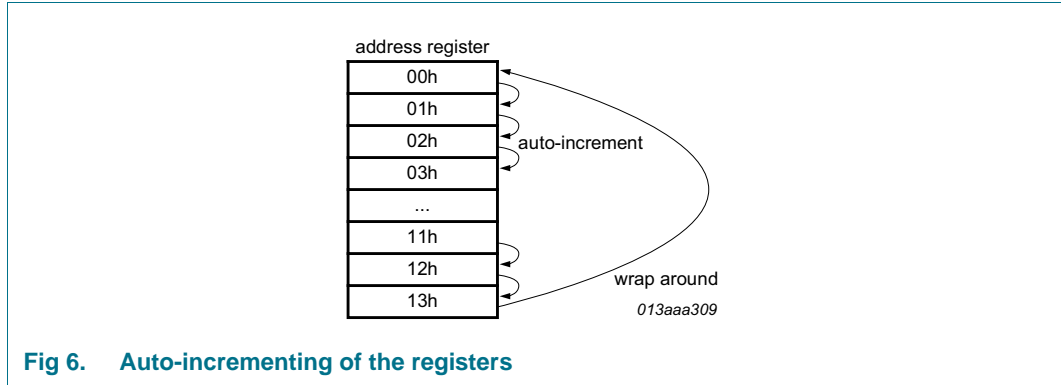 address register
00h
01h
02h
auto-increment
03h
...
11h
12h
wrap around
13h
013aaa309
Fig 6. Auto-incrementing of the registers